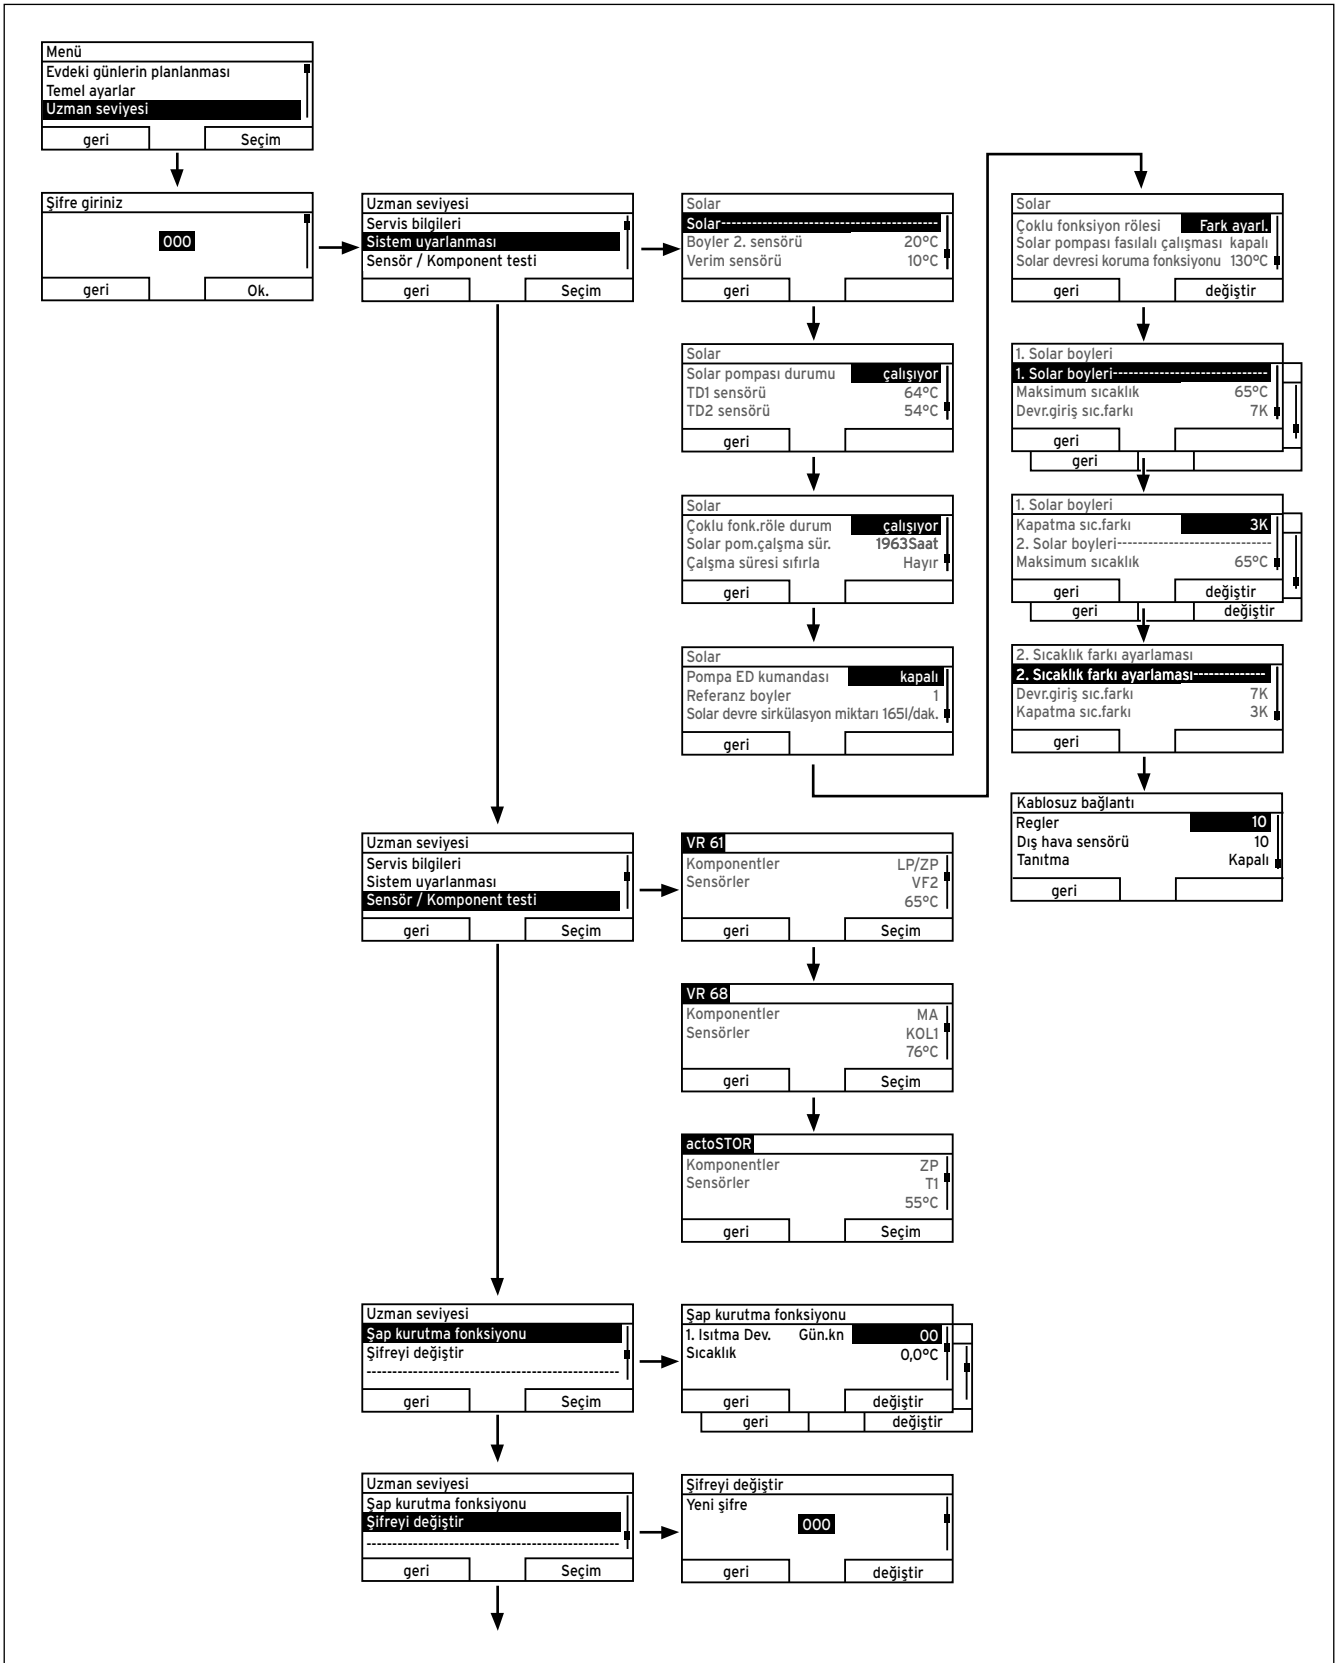 Menü
Evdeki günlerin planlanması
Temel ayarlar
Uzman seviyesi
geri Seçim
Şifre giriniz
000
geri Ok.
Uzman seviyesi
Servis bilgileri
Sistem uyarlanması
Sensör / Komponent testi
geri Seçim
Solar
Solar-----------------------------------------
Boyler 2. sensörü 20°C
Verim sensörü 10°C
geri
Solar
Solar pompası durumu çalışıyor
TD1 sensörü 64°C
TD2 sensörü 54°C
geri
Solar
Çoklu fonk.röle durum çalışıyor
Solar pom.çalşma sür. 1963Saat
Çalşma süresi sıfırla Hayır
geri
Solar
Pompa ED kumandası kapalı
Referanz boyler 1
Solar devre sirkülasyon miktarı 165l/dak.
geri
Solar
Çoklu fonksiyon rölesi Fark ayarl.
Solar pompası fasılalı çalışması kapalı
Solar devresi koruma fonksiyonu 130°C
geri değiştir
1. Solar boyleri
1. Solar boyleri-----------------------------
Maksimum sıcaklık 65°C
Devr.giriş sıc.farkı 7K
geri
geri
1. Solar boyleri
Kapatma sıc.farkı 3K
2. Solar boyleri-----------------------------
Maksimum sıcaklık 65°C
geri değiştir
geri değiştir
2. Sıcaklık farkı ayarlaması
2. Sıcaklık farkı ayarlaması--------------
Devr.giriş sıc.farkı 7K
Kapatma sıc.farkı 3K
geri
Kablosuz bağlantı
Regler 10
Dış hava sensörü 10
Tanıtma Kapalı
geri
Uzman seviyesi
Servis bilgileri
Sistem uyarlanması
Sensör / Komponent testi
geri Seçim
VR 61
Komponentler LP/ZP
Sensörler VF2
65°C
geri Seçim
VR 68
Komponentler MA
Sensörler KOL1
76°C
geri Seçim
actoSTOR
Komponentler ZP
Sensörler T1
55°C
geri Seçim
Uzman seviyesi
Şap kurutma fonksiyonu
Şifreyi değiştir
------------------------------------------------
geri Seçim
Şap kurutma fonksiyonu
1. Isıtma Dev. Gün.kn 00
Sıcaklık 0,0°C
geri değiştir
geri değiştir
Uzman seviyesi
Şap kurutma fonksiyonu
Şifreyi değiştir
------------------------------------------------
geri Seçim
Şifreyi değiştir
Yeni şifre
000
geri değiştir